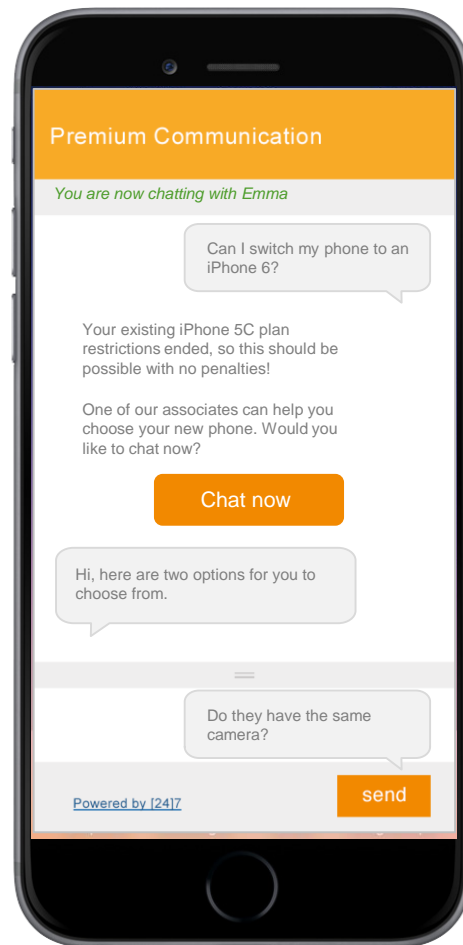 Premium Communication
You are now chatting with Emma
Can I switch my phone to an
iPhone 6?
Your existing iPhone 5C plan
restrictions ended, so this should be
possible with no penalties!
One of our associates can help you
choose your new phone. Would you
like to chat now?
Chat now
Hi, here are two options for you to
choose from.
Do they have the same
camera?
send
Powered by [24]7